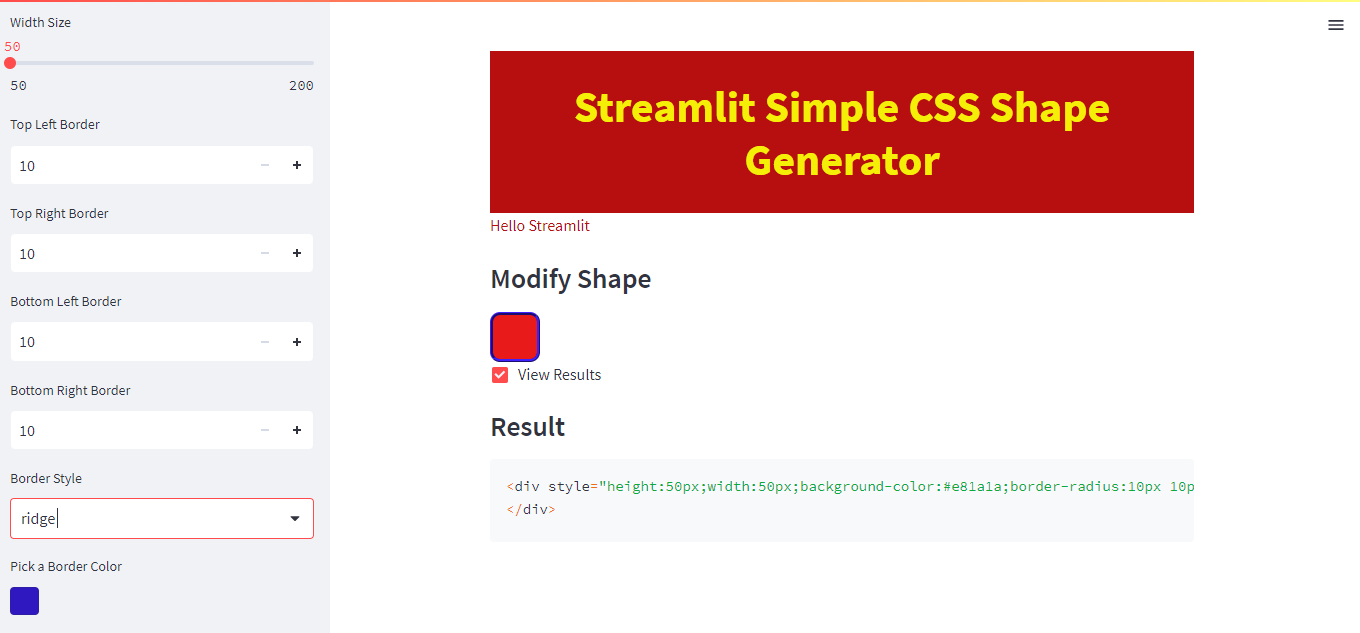 Width Size
50
50 200
Top Left Border
10 − +
Top Right Border
10 − +
Bottom Left Border
10 − +
Bottom Right Border
10 − +
Border Style
ridge
Pick a Border Color
Streamlit Simple CSS Shape
Generator
Hello Streamlit
Modify Shape
View Results
Result
<div style="height:50px;width:50px;background-color:#e81a1a;border-radius:10px 10p
</div>